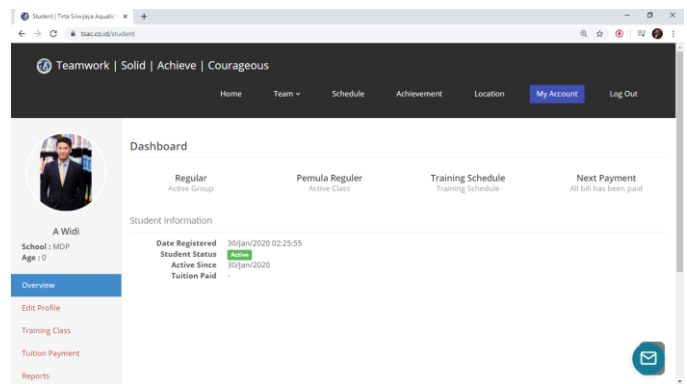 Student | Tirta Sriwijaya Aquatic
tsac.co.id/student
Teamwork | Solid | Achieve | Courageous
Home Team Schedule Achievement Location My Account Log Out
Dashboard
Regular Pemula Reguler Training Schedule Next Payment
Active Group Active Class Training Schedule All bill has been paid
A Widi
School : MDP
Age : 0
Student Information
Date Registered 30/Jan/2020 02:25:55
Student Status Active
Active Since 30/Jan/2020
Tuition Paid -
Overview
Edit Profile
Training Class
Tuition Payment
Reports